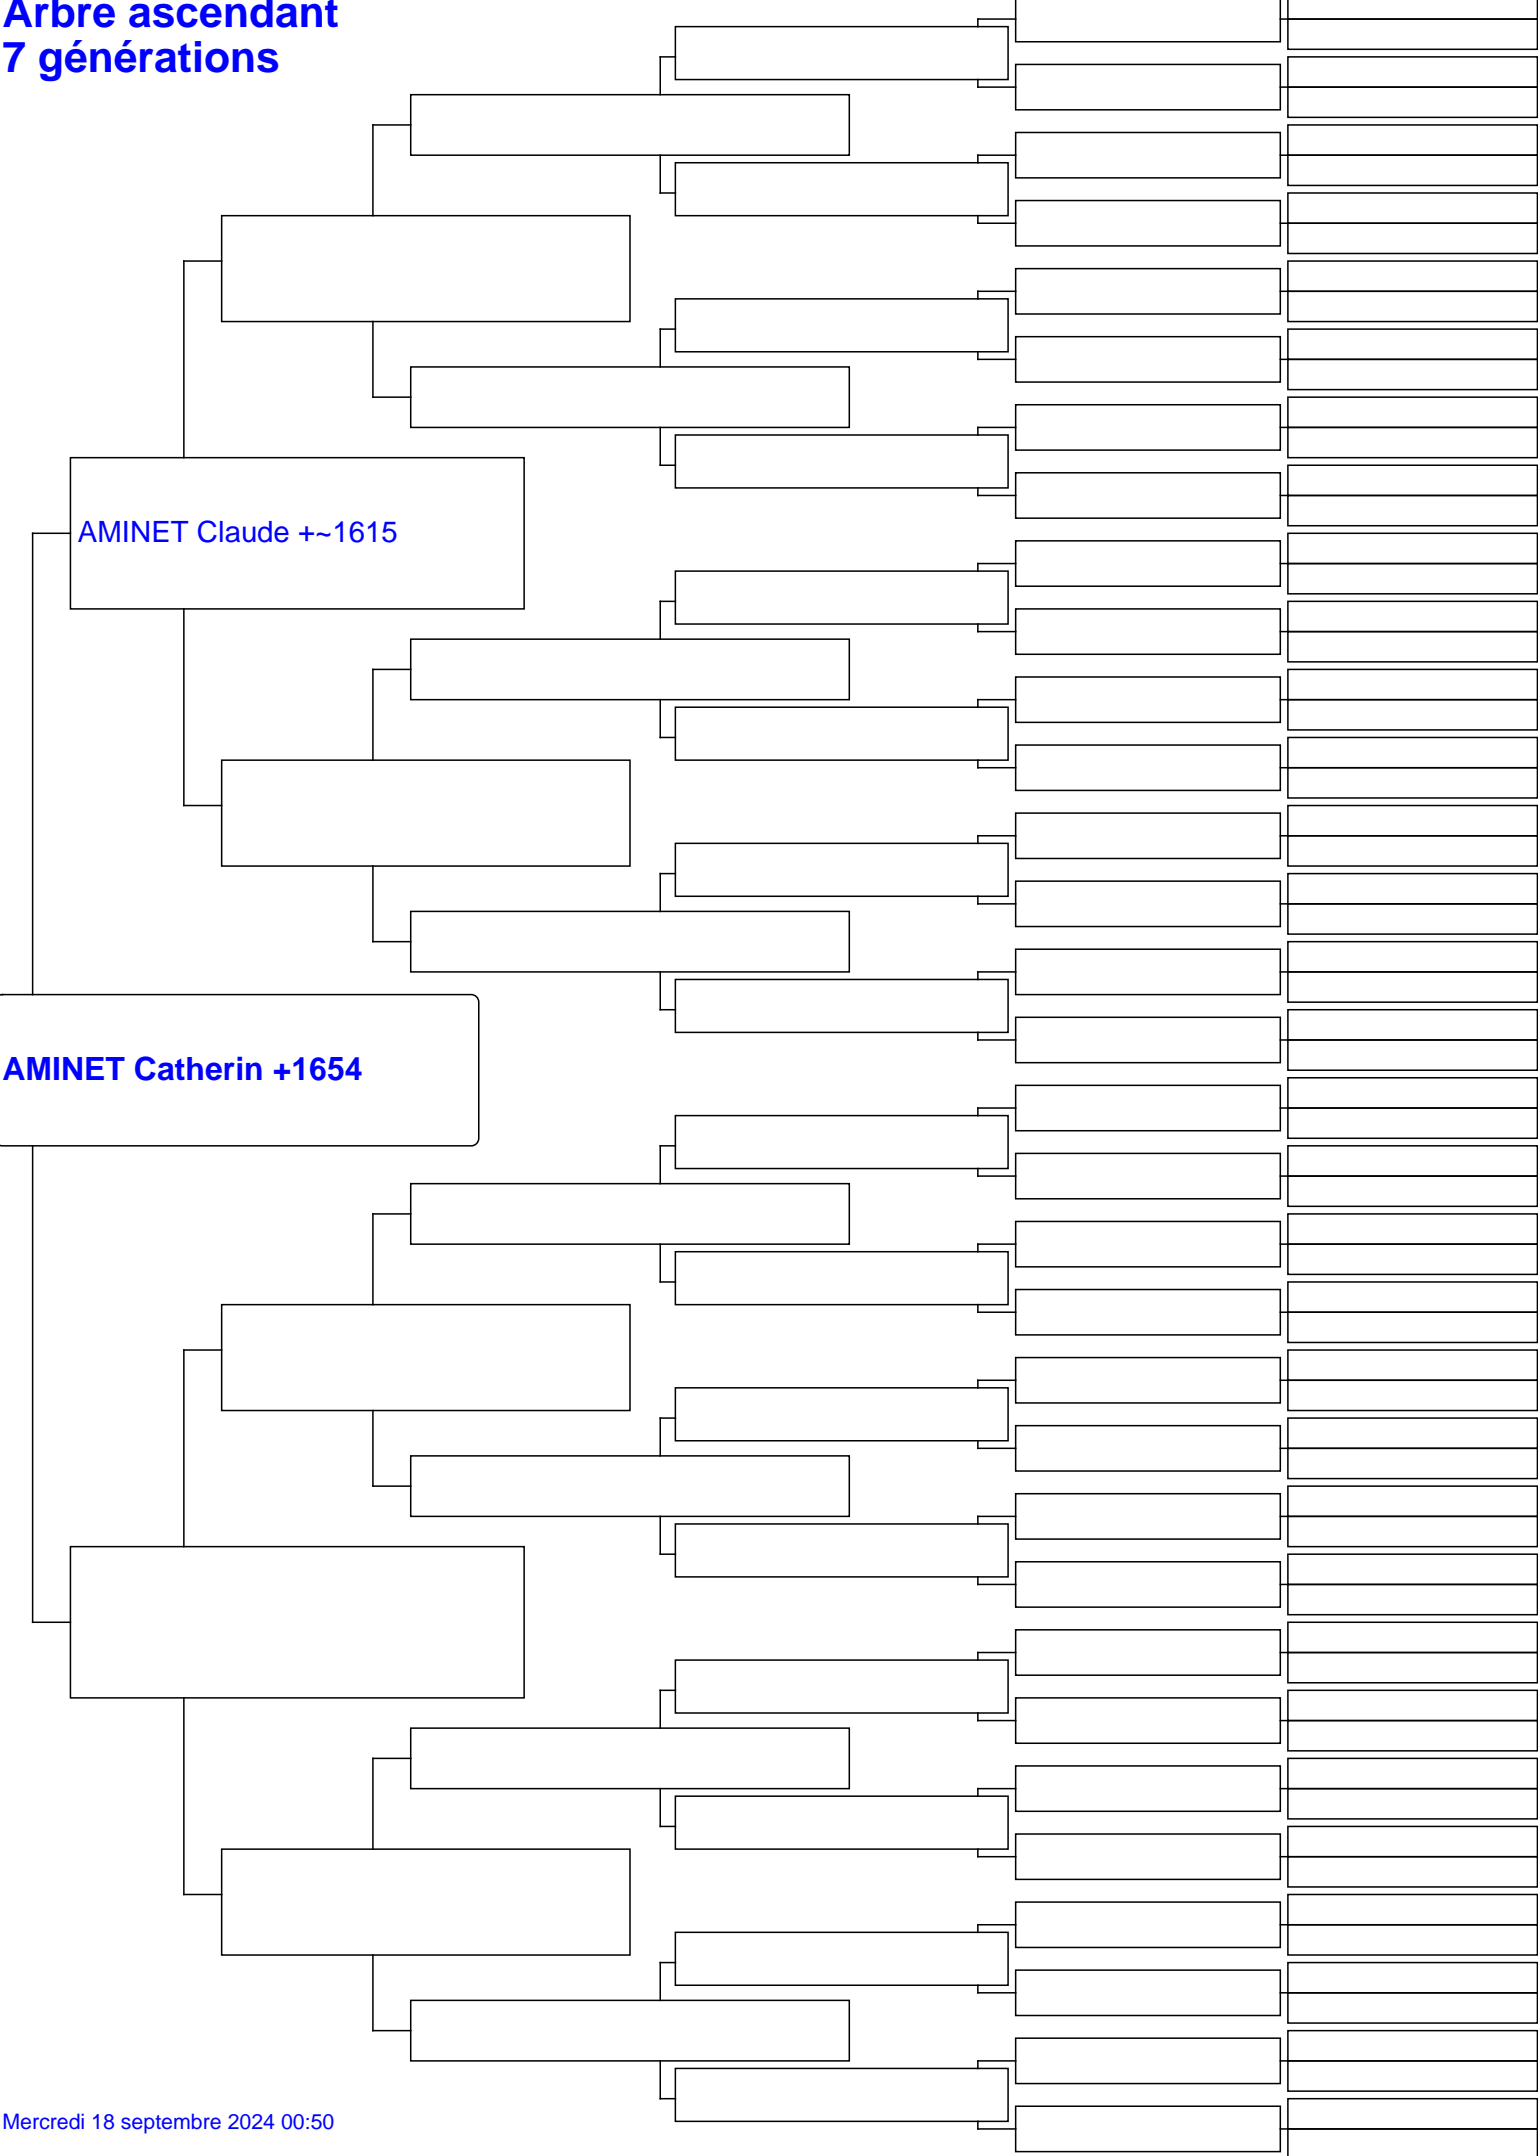 Arbre ascendant
7 générations
AMINET Claude +~1615
AMINET Catherin +1654
Mercredi 18 septembre 2024 00:50